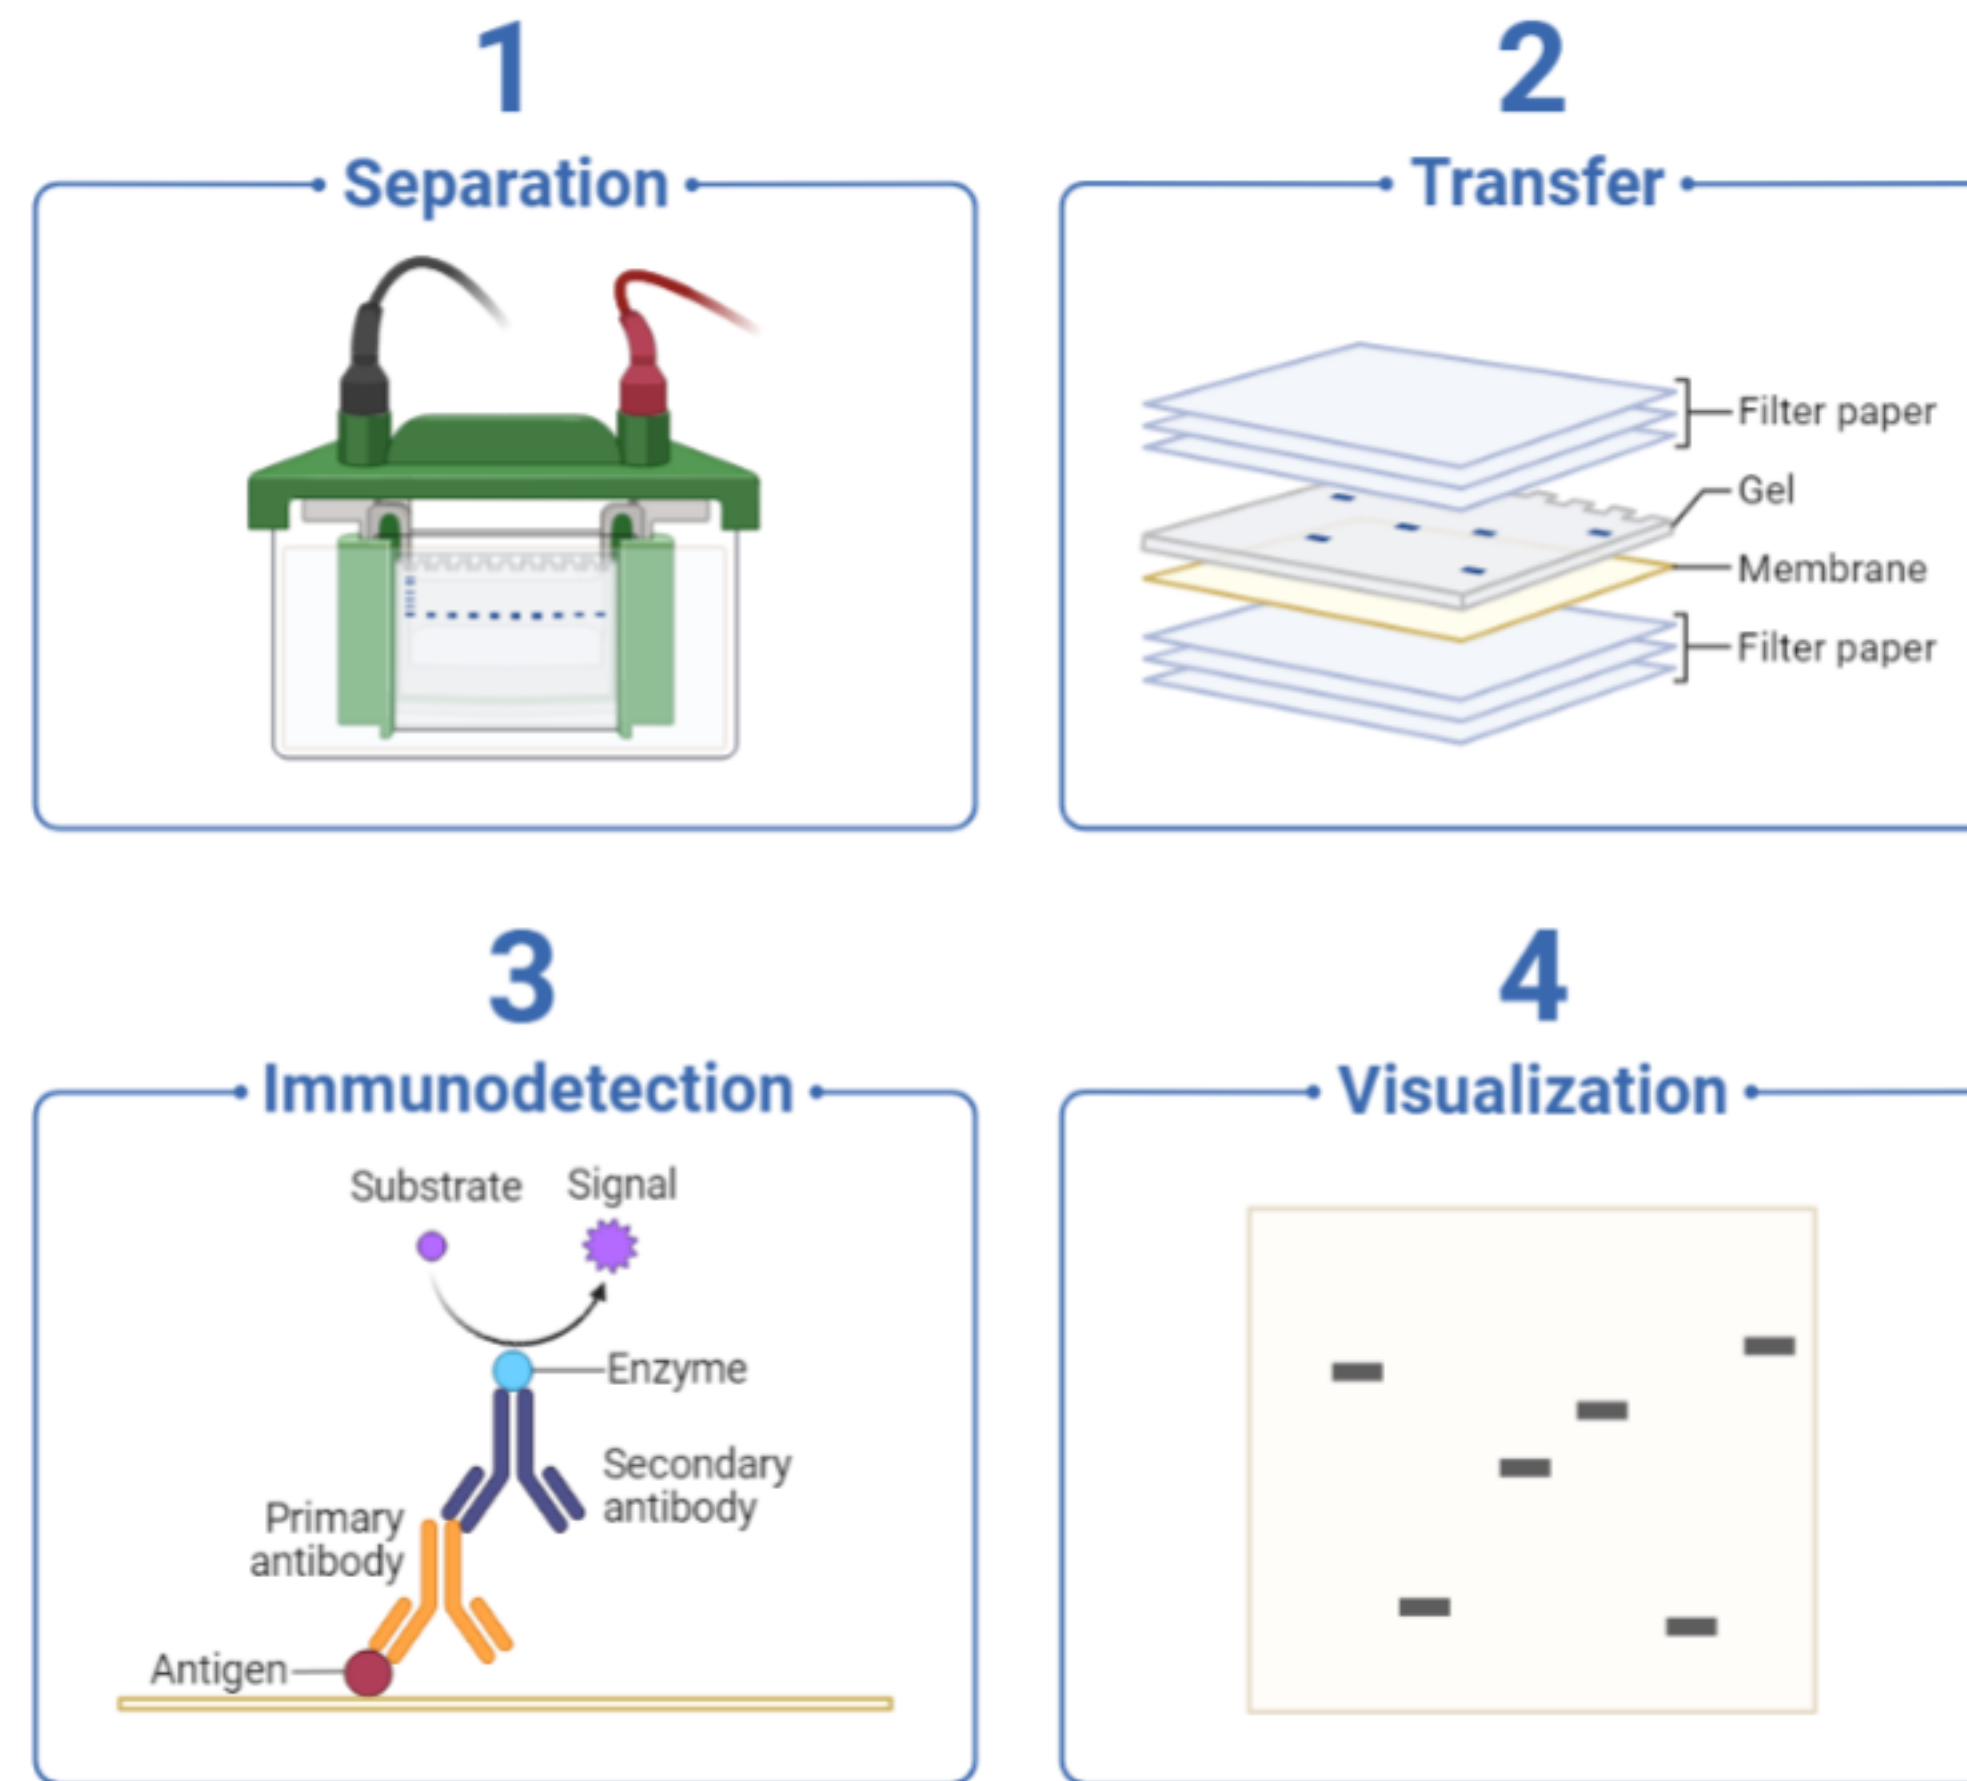 1
Separation
2
Transfer
Filter paper
Gel
Membrane
Filter paper
3
Immunodetection
Substrate
Signal
Enzyme
Secondary
antibody
Primary
antibody
Antigen
4
Visualization